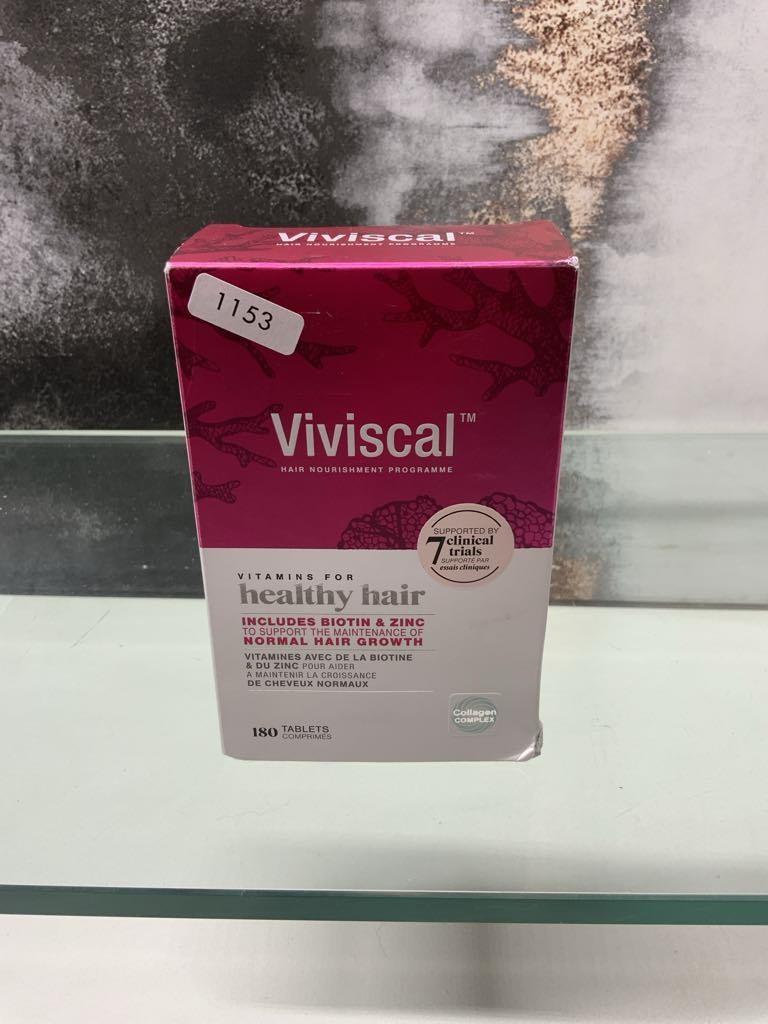 Viviscal™
HAIR NOURISHMENT PROGRAMME
1153
Viviscal™
HAIR NOURISHMENT PROGRAMME
SUPPORTED BY
7 clinical
trials
SUPPORTÉ PAR
essais cliniques
VITAMINS FOR
healthy hair
INCLUDES BIOTIN & ZINC
TO SUPPORT THE MAINTENANCE OF
NORMAL HAIR GROWTH
VITAMINES AVEC DE LA BIOTINE
& DU ZINC POUR AIDER
A MAINTENIR LA CROISSANCE
DE CHEVEUX NORMAUX
Collagen
COMPLEX
180 TABLETS
COMPRIMÉS